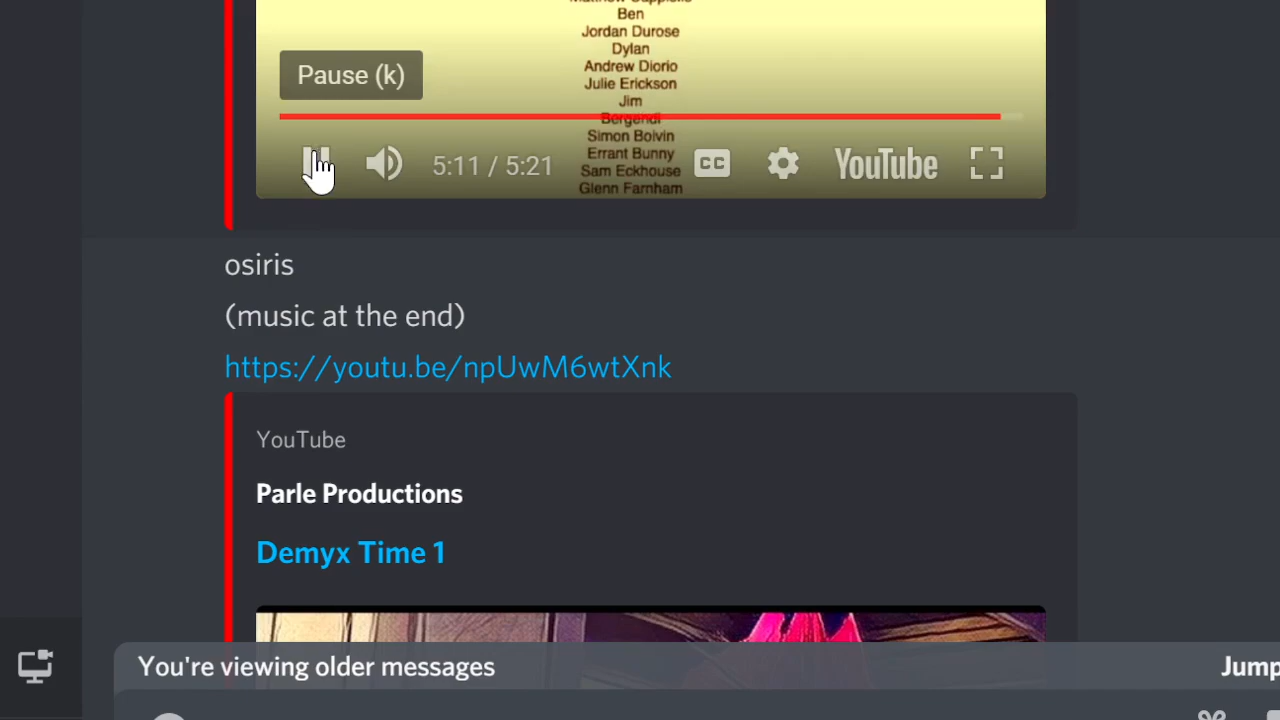 Ben
Jordan Durose
Dylan
Andrew Diorio
Julie Erickson
Jim
Bergendi
Simon Boivin
Errant Bunny
Sam Eckhouse
Glenn Farnham
Pause (k)
5:11 / 5:21
CC
YouTube
osiris
(music at the end)
https://youtu.be/npUwM6wtXnk
YouTube
Parle Productions
Demyx Time 1
You're viewing older messages
Jump